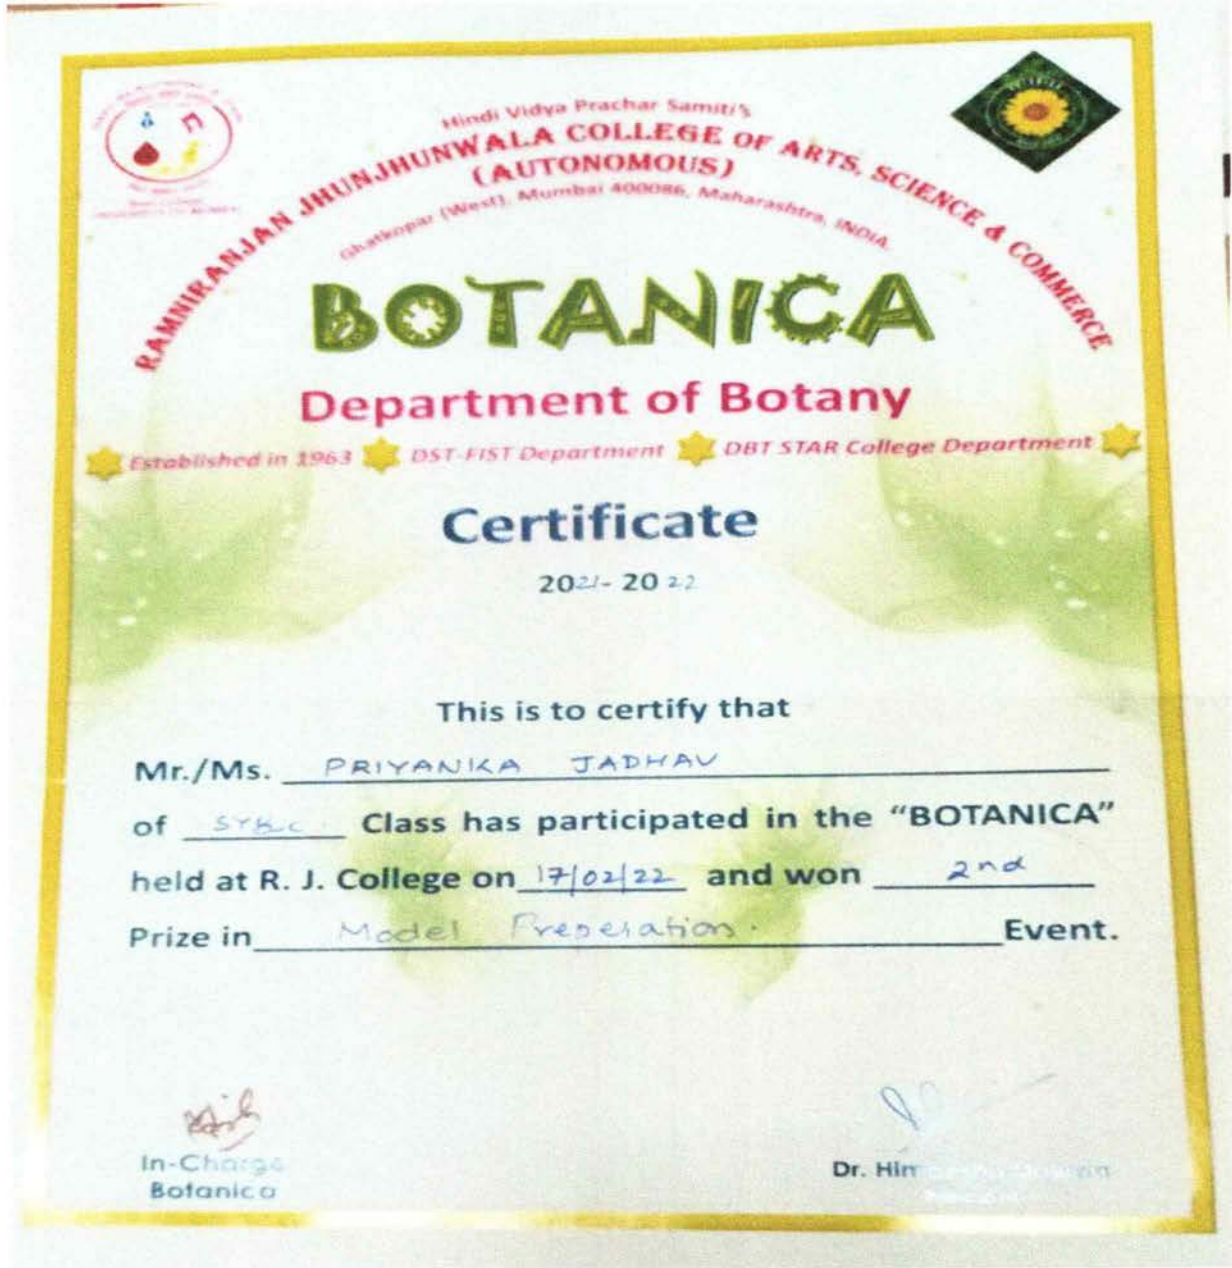 Hindi Vidya Prachar Samiti's
RAMNIRANJAN JHUNJHUNWALA COLLEGE OF ARTS, SCIENCE & COMMERCE
(AUTONOMOUS)
Ghatkopar (West), Mumbai 400086, Maharashtra, INDIA.
BOTANICA
Department of Botany
Established in 1963 DST-FIST Department DBT STAR College Department
Certificate
2021-2022
This is to certify that
Mr./Ms. PRIYANKA JADHAV
of SYBSc. Class has participated in the "BOTANICA"
held at R. J. College on 17/02/22 and won 2nd
Prize in Model Preperation. Event.
In-Charge
Botanica
Dr.